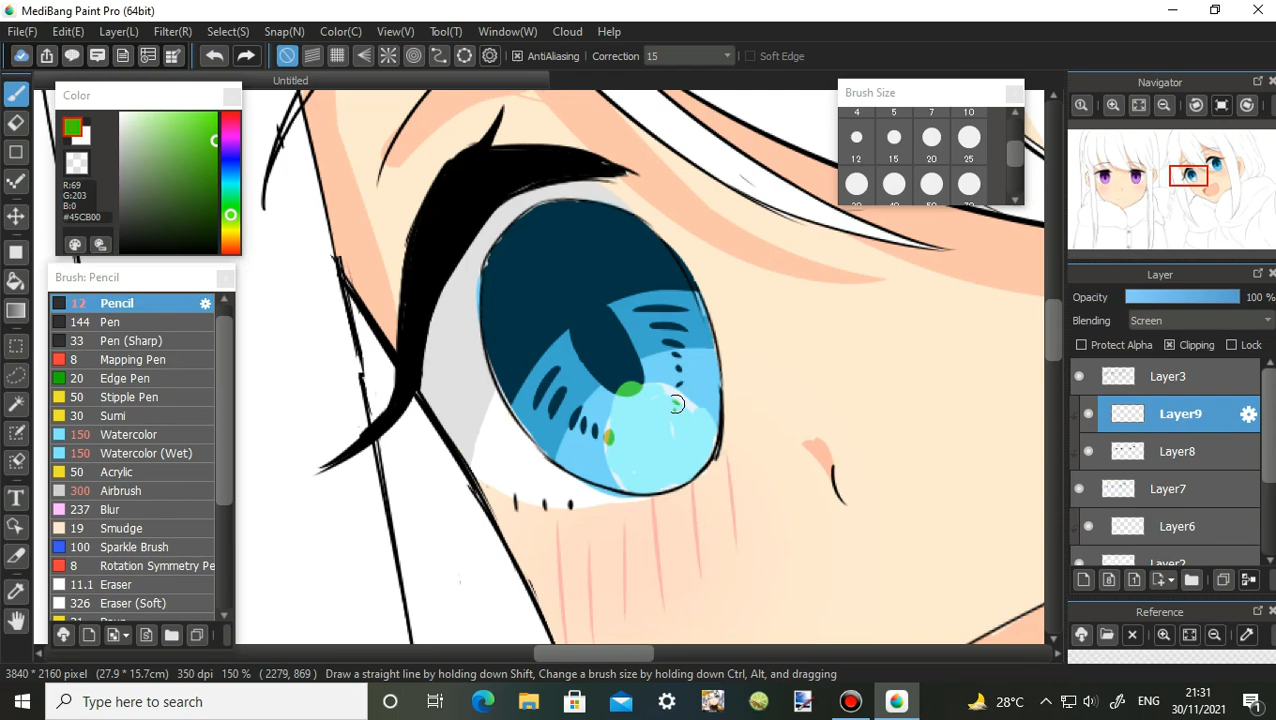 MediBang Paint Pro (64bit)
File(F) Edit(E) Layer(L) Filter(R) Select(S) Snap(N) Color(C) View(V) Tool(T) Window(W) Cloud Help
AntiAliasing Correction 15 Soft Edge
Untitled
Color
R:69
G:203
B:0
#45CB00
Brush: Pencil
12 Pencil
144 Pen
33 Pen (Sharp)
8 Mapping Pen
20 Edge Pen
50 Stipple Pen
30 Sumi
150 Watercolor
150 Watercolor (Wet)
50 Acrylic
300 Airbrush
237 Blur
19 Smudge
100 Sparkle Brush
8 Rotation Symmetry Pe
11.1 Eraser
326 Eraser (Soft)
Brush Size
4 5 7 10
12 15 20 25
Navigator
Layer
Opacity 100 %
Blending Screen
Protect Alpha Clipping Lock
Layer3
Layer9
Layer8
Layer7
Layer6
Reference
3840 * 2160 pixel (27.9 * 15.7cm) 350 dpi 150 % ( 2279, 869 ) Draw a straight line by holding down Shift, Change a brush size by holding down Ctrl, Alt, and dragging
Type here to search
28°C ENG 21:31
30/11/2021
1